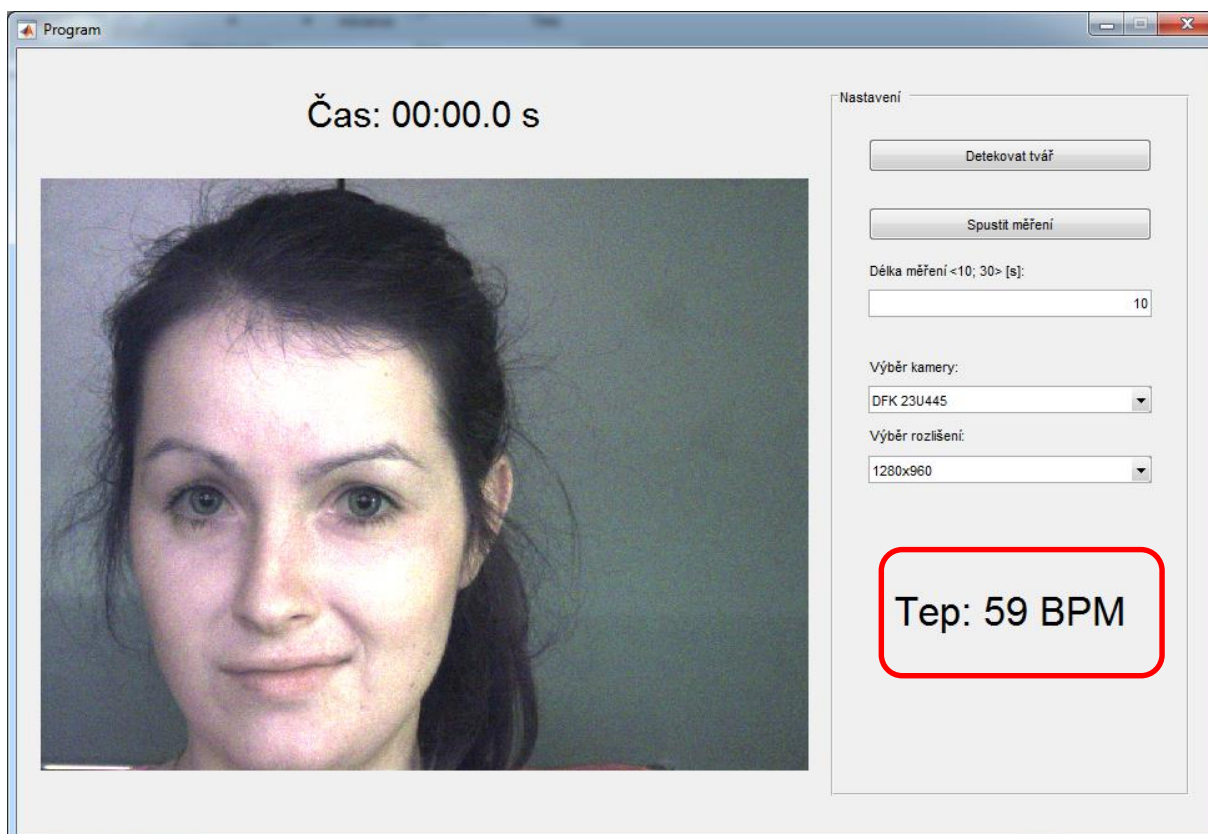 Program
Čas: 00:00.0 s
Nastavení
Detekovat tvář
Spustit měření
Délka měření <10; 30> [s]:
10
Výběr kamery:
DFK 23U445
Výběr rozlišení:
1280x960
Tep: 59 BPM